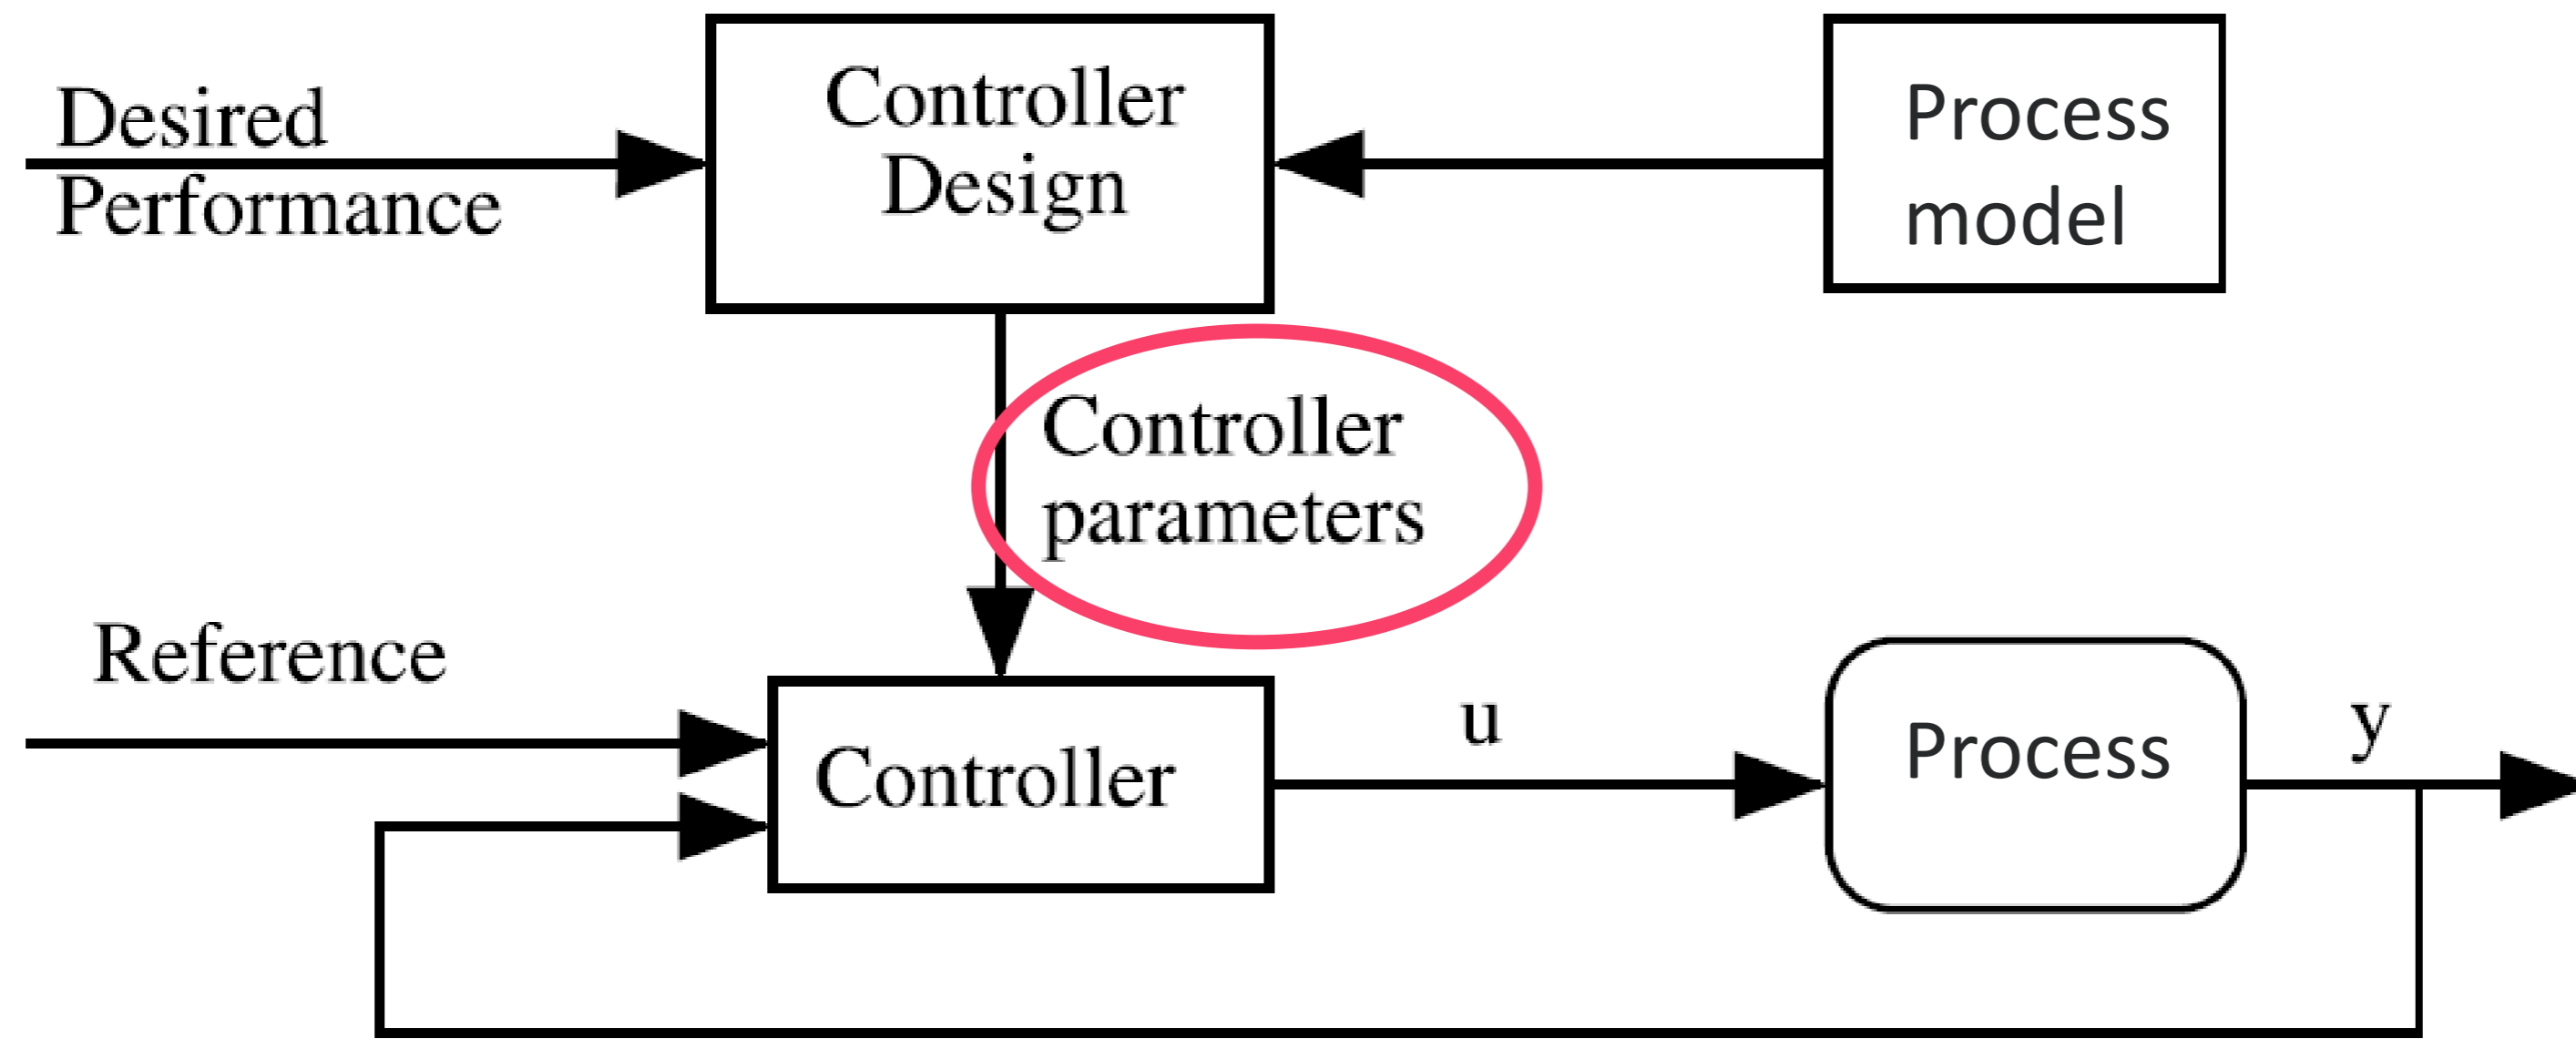 Desired
Performance
Controller
Design
Process
model
Controller
parameters
Reference
Controller
u
Process
y